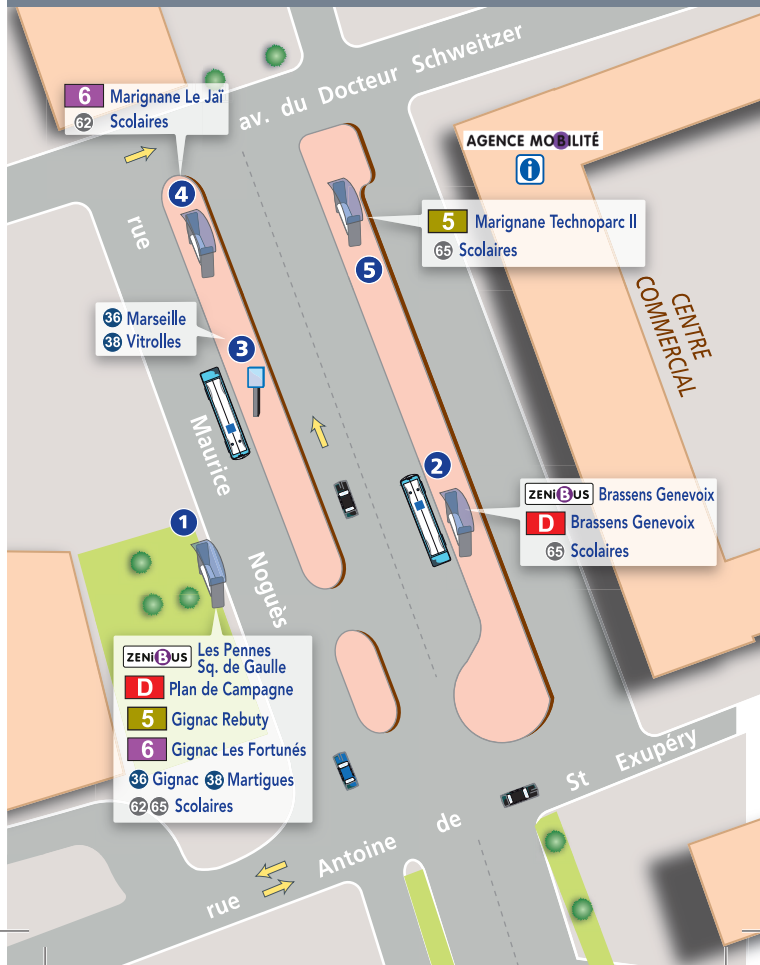 av. du Docteur Schweitzer
6 Marignane Le Jaï
62 Scolaires
4
rue Maurice Noguès
AGENCE MOBILITÉ
i
5 Marignane Technoparc II
65 Scolaires
5
CENTRE
COMMERCIAL
36 Marseille
38 Vitrolles
3
2
ZENiBUS Brassens Genevoix
D Brassens Genevoix
65 Scolaires
1
ZENiBUS Les Pennes
Sq. de Gaulle
D Plan de Campagne
5 Gignac Rebuty
6 Gignac Les Fortunés
36 Gignac 38 Martigues
62 65 Scolaires
rue Antoine de St Exupéry